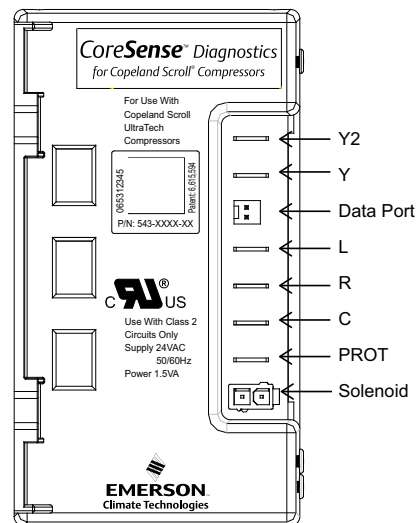 CoreSense™ Diagnostics
for Copeland Scroll® Compressors
For Use With
Copeland Scroll
UltraTech
Compressors
065312345
Patent: 6,615,594
P/N: 543-XXXX-XX
C RU® US
Use With Class 2
Circuits Only
Supply 24VAC
50/60Hz
Power 1.5VA
EMERSON
Climate Technologies
Y2
Y
Data Port
L
R
C
PROT
Solenoid